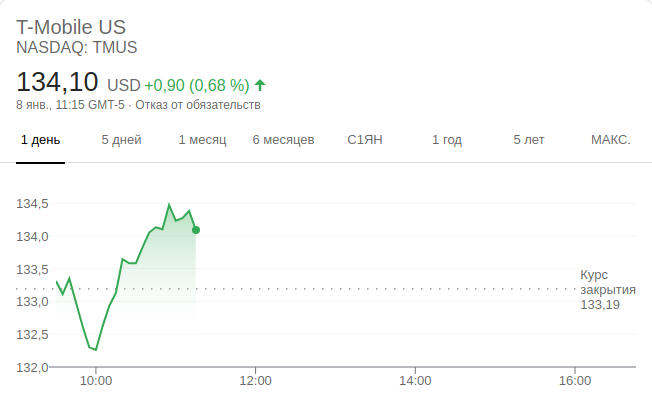 T-Mobile US
NASDAQ: TMUS
134,10 USD +0,90 (0,68 %)
8 янв., 11:15 GMT-5 · Отказ от обязательств
1 день 5 дней 1 месяц 6 месяцев С1ЯН 1 год 5 лет МАКС.
134,5
134,0
133,5
Курс
закрытия
133,19
133,0
132,5
132,0
10:00 12:00 14:00 16:00